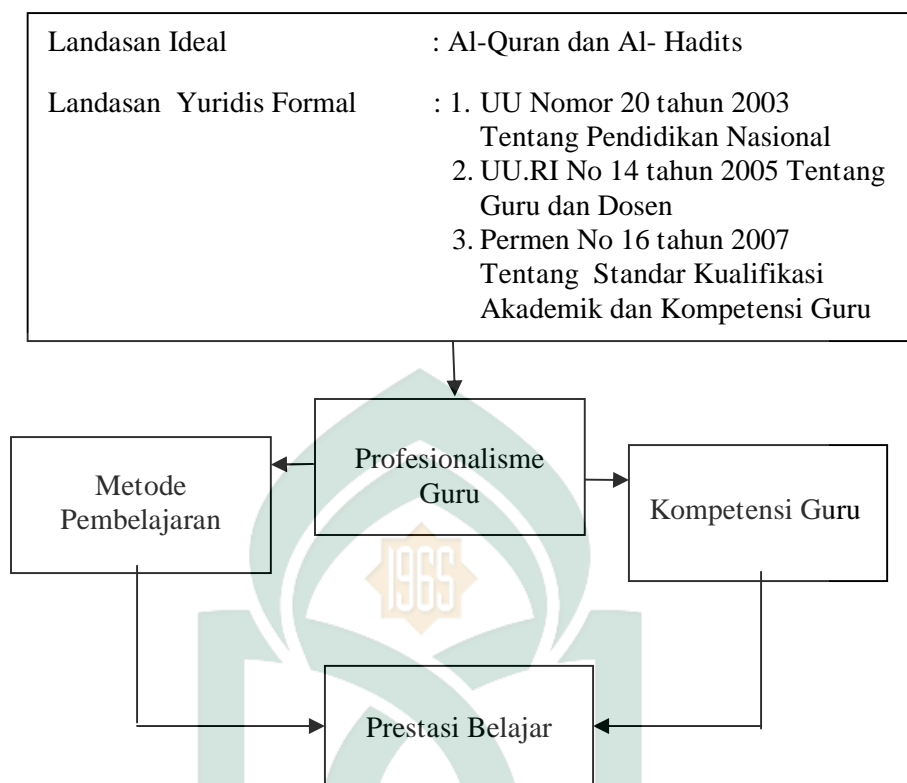 Landasan Ideal : Al-Quran dan Al- Hadits
Landasan Yuridis Formal : 1. UU Nomor 20 tahun 2003
Tentang Pendidikan Nasional
2. UU.RI No 14 tahun 2005 Tentang
Guru dan Dosen
3. Permen No 16 tahun 2007
Tentang Standar Kualifikasi
Akademik dan Kompetensi Guru
Profesionalisme
Guru
Metode
Pembelajaran
Kompetensi Guru
1965
Prestasi Belajar